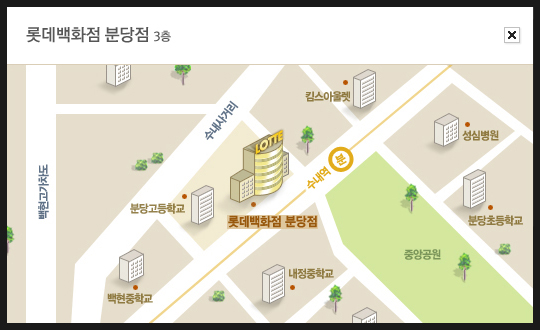 롯데백화점 분당점 3층
수내사거리
킴스아울렛
성심병원
LOTTE
분
수내역
백현고가차도
분당고등학교
롯데백화점 분당점
분당초등학교
중앙공원
내정중학교
백현중학교